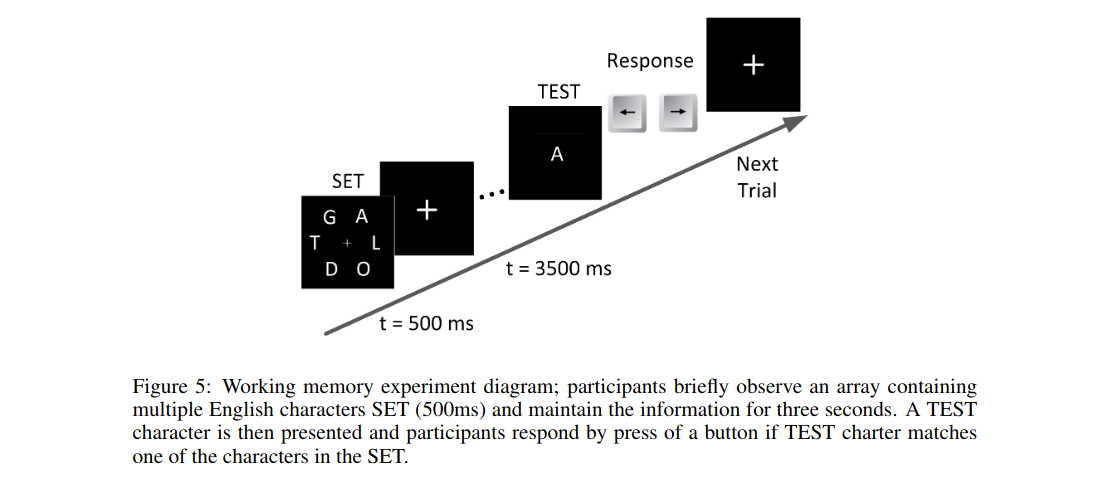 Response
TEST
A
+
← →
Next
Trial
SET
G A
T + L
D O
+
...
t = 3500 ms
t = 500 ms
Figure 5: Working memory experiment diagram; participants briefly observe an array containing
multiple English characters SET (500ms) and maintain the information for three seconds. A TEST
character is then presented and participants respond by press of a button if TEST charter matches
one of the characters in the SET.